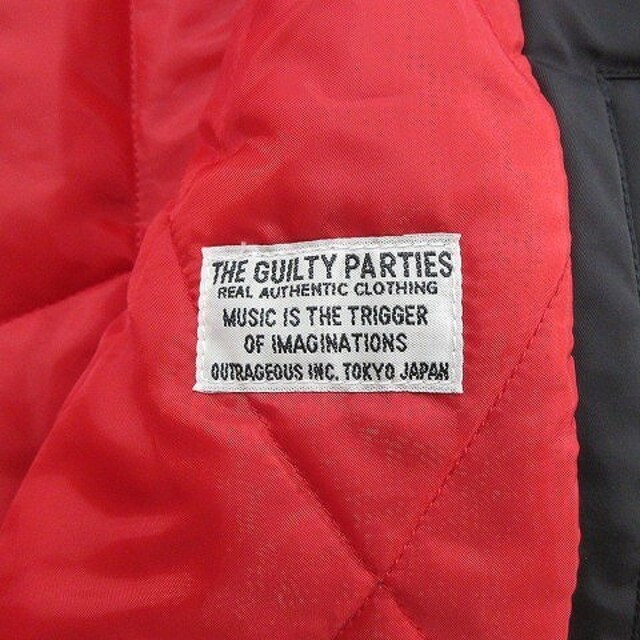 THE GUILTY PARTIES
REAL AUTHENTIC CLOTHING
MUSIC IS THE TRIGGER
OF IMAGINATIONS
OUTRAGEOUS INC. TOKYO JAPAN